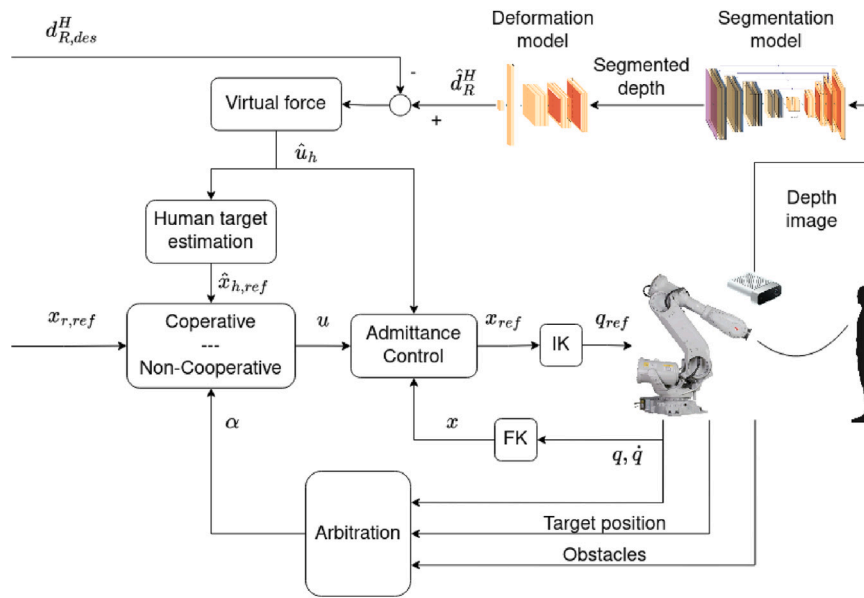 Deformation model
Segmentation model
d^H_{R,des}
-
Segmented depth
\hat{d}^H_R
Virtual force
+
\hat{u}_h
Depth image
Human target estimation
\hat{x}_{h,ref}
x_{r,ref}
Coperative
---
Non-Cooperative
u
Admittance Control
x_{ref}
IK
q_{ref}
α
x
FK
q, \dot{q}
Arbitration
Target position
Obstacles